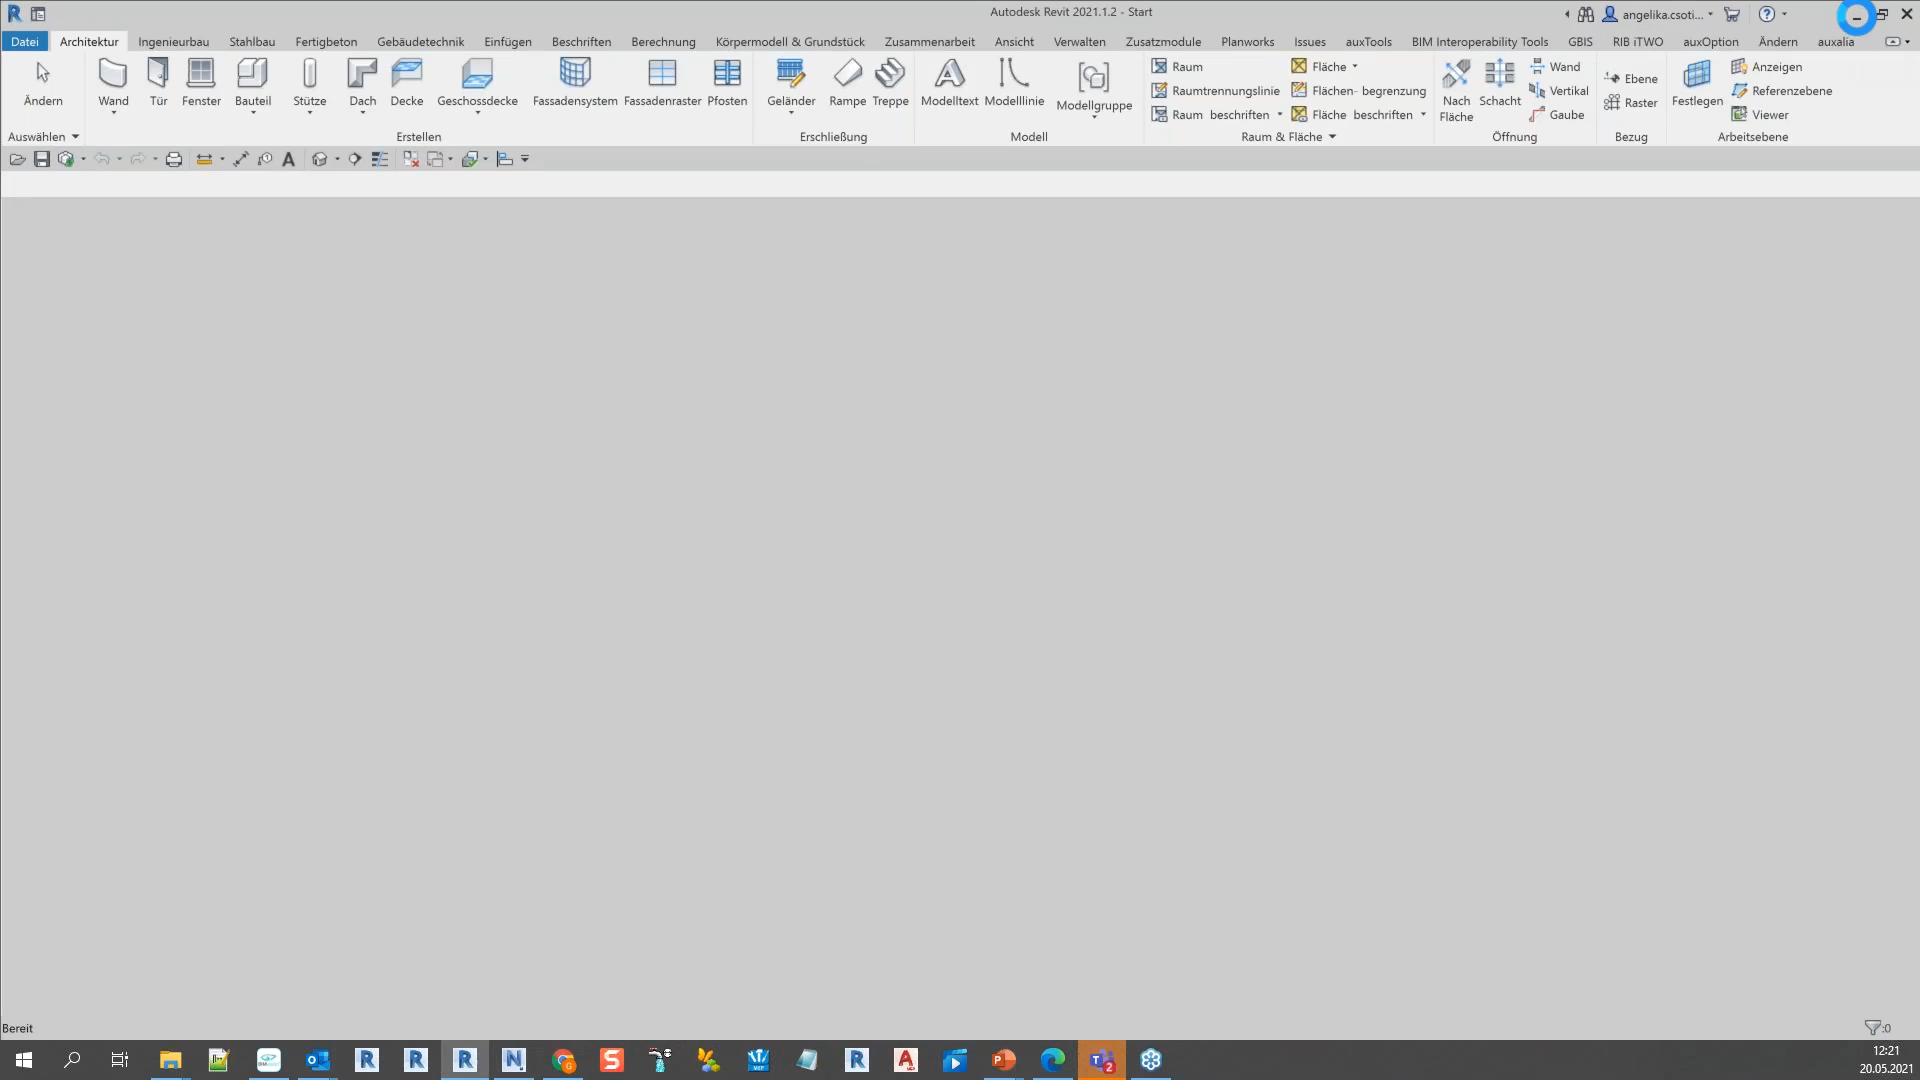 Autodesk Revit 2021.1.2 - Start
angelika.csoti...
Datei Architektur Ingenieurbau Stahlbau Fertigbeton Gebäudetechnik Einfügen Beschriften Berechnung Körpermodell & Grundstück Zusammenarbeit Ansicht Verwalten Zusatzmodule Planworks Issues auxTools BIM Interoperability Tools GBIS RIB iTWO auxOption Ändern auxalia
Ändern
Wand
Tür
Fenster
Bauteil
Stütze
Dach
Decke
Geschossdecke
Fassadensystem
Fassadenraster
Pfosten
Geländer
Rampe
Treppe
Modelltext
Modelllinie
Modellgruppe
Raum
Raumtrennungslinie
Raum beschriften
Fläche
Flächen- begrenzung
Fläche beschriften
Nach
Fläche
Schacht
Wand
Vertikal
Gaube
Ebene
Raster
Festlegen
Anzeigen
Referenzebene
Viewer
Auswählen
Erstellen
Erschließung
Modell
Raum & Fläche
Öffnung
Bezug
Arbeitsebene
Bereit
:0
12:21
20.05.2021